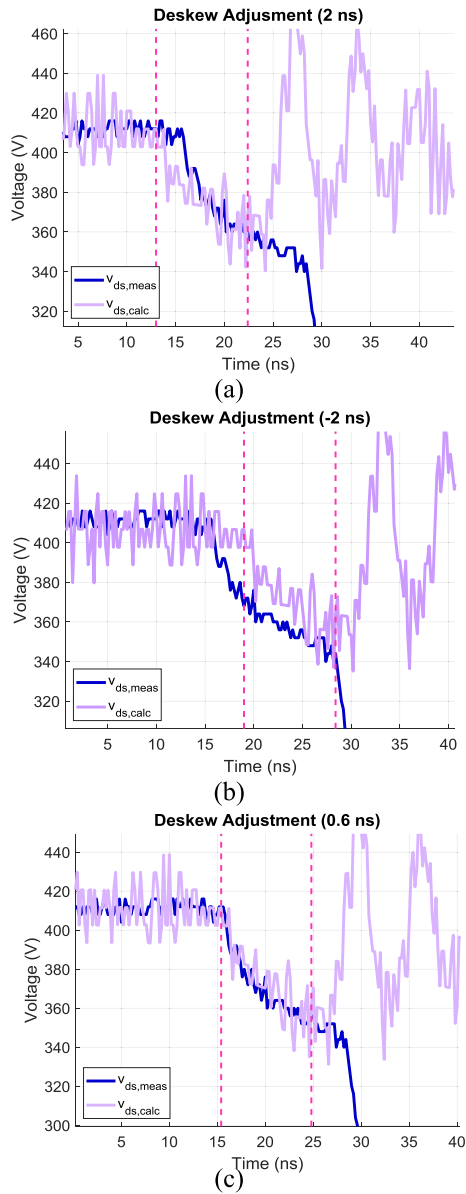 Deskew Adjusment (2 ns)
460
440
420
400
380
360
340
320
Voltage (V)
v_ds,meas
v_ds,calc
5 10 15 20 25 30 35 40
Time (ns)
(a)
Deskew Adjustment (-2 ns)
440
420
400
380
360
340
320
Voltage (V)
v_ds,meas
v_ds,calc
5 10 15 20 25 30 35 40
Time (ns)
(b)
Deskew Adjustment (0.6 ns)
440
420
400
380
360
340
320
300
Voltage (V)
v_ds,meas
v_ds,calc
5 10 15 20 25 30 35 40
Time (ns)
(c)